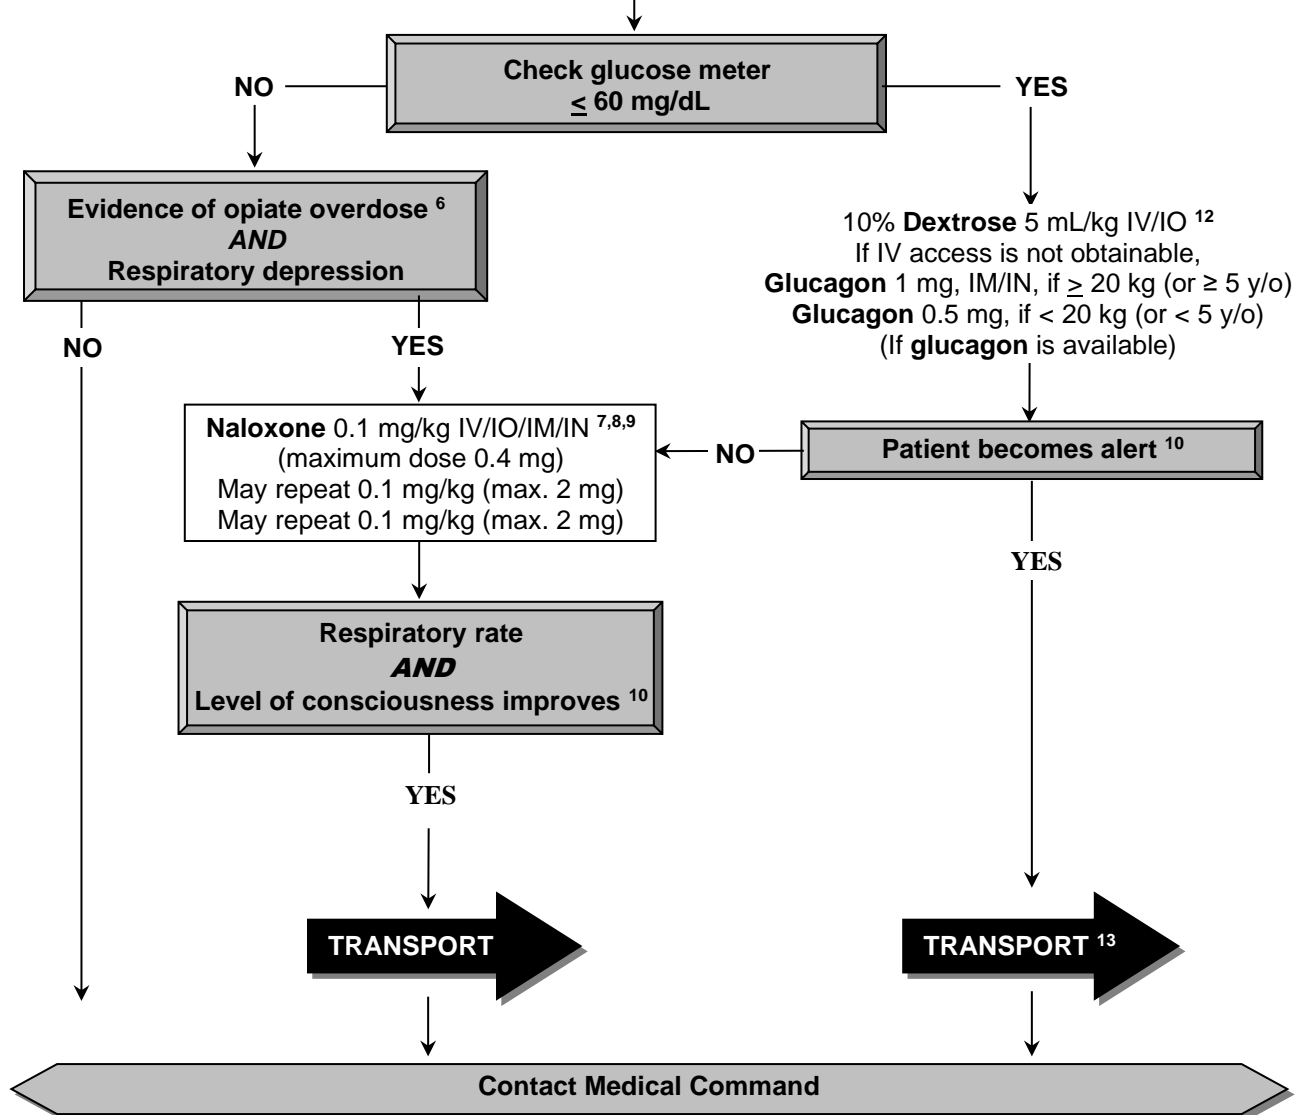 Check glucose meter
≤ 60 mg/dL
NO
YES
Evidence of opiate overdose 6
AND
Respiratory depression
10% Dextrose 5 mL/kg IV/IO 12
If IV access is not obtainable,
Glucagon 1 mg, IM/IN, if ≥ 20 kg (or ≥ 5 y/o)
Glucagon 0.5 mg, if < 20 kg (or < 5 y/o)
(If glucagon is available)
NO
YES
Naloxone 0.1 mg/kg IV/IO/IM/IN 7,8,9
(maximum dose 0.4 mg)
May repeat 0.1 mg/kg (max. 2 mg)
May repeat 0.1 mg/kg (max. 2 mg)
NO
Patient becomes alert 10
YES
Respiratory rate
AND
Level of consciousness improves 10
YES
TRANSPORT
TRANSPORT 13
Contact Medical Command